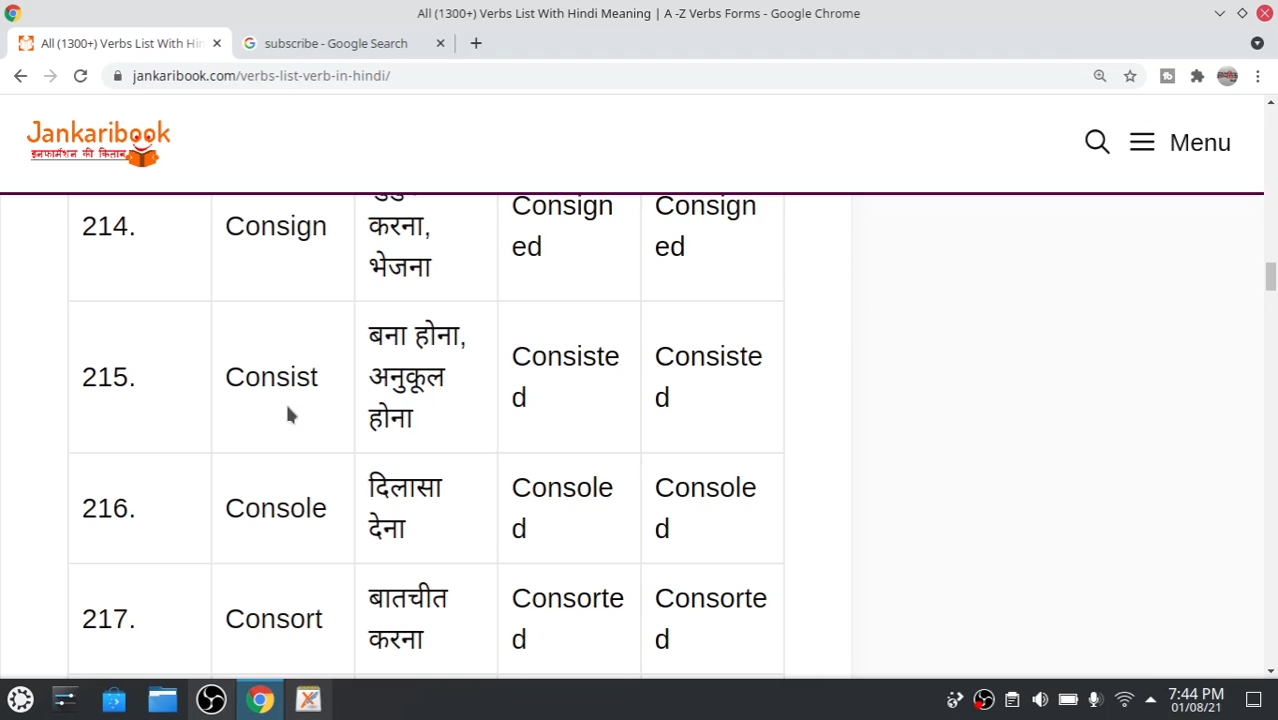 All (1300+) Verbs List With Hindi Meaning | A -Z Verbs Forms - Google Chrome
All (1300+) Verbs List With Hin
subscribe - Google Search
jankaribook.com/verbs-list-verb-in-hindi/
Jankaribook
इनफार्मेशन की किताब
Menu
214.
Consign
करना,
भेजना
Consign
ed
Consign
ed
215.
Consist
बना होना,
अनुकूल
होना
Consiste
d
Consiste
d
216.
Console
दिलासा
देना
Console
d
Console
d
217.
Consort
बातचीत
करना
Consorte
d
Consorte
d
7:44 PM
01/08/21